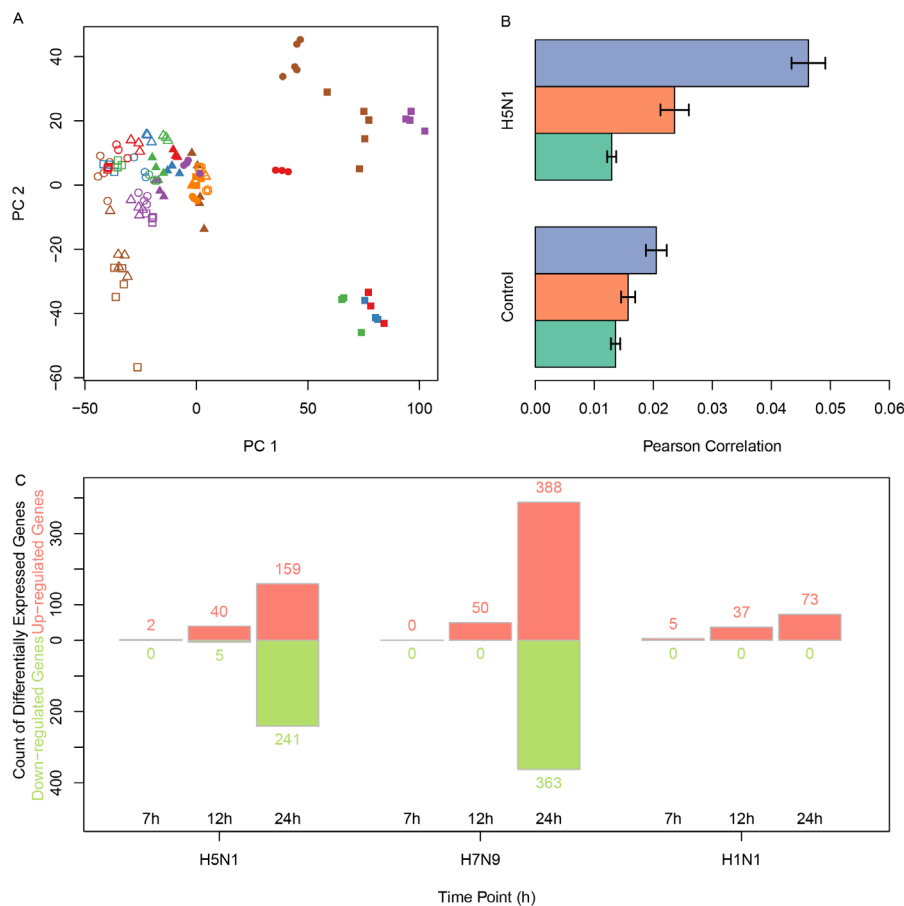 A
40
20
0
−20
−40
−60
PC 2
−50 0 50 100
PC 1
B
H5N1
Control
0.00 0.01 0.02 0.03 0.04 0.05 0.06
Pearson Correlation
C
Count of Differentially Expressed Genes
Down−regulated Genes Up−regulated Genes
300
100
0
200
400
2 40 159 0 50 388 5 37 73
0 5 241 0 0 363 0 0 0
7h 12h 24h 7h 12h 24h 7h 12h 24h
H5N1 H7N9 H1N1
Time Point (h)